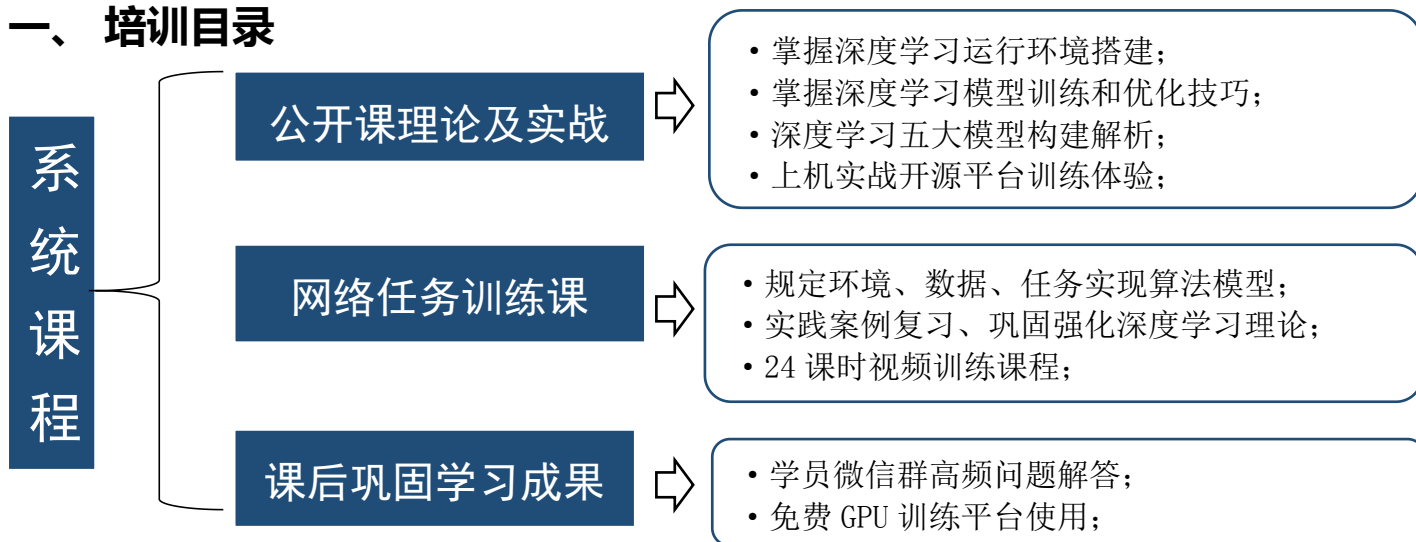 一、 培训目录
系统课程
公开课理论及实战
·掌握深度学习运行环境搭建；
·掌握深度学习模型训练和优化技巧；
·深度学习五大模型构建解析；
·上机实战开源平台训练体验；
网络任务训练课
·规定环境、数据、任务实现算法模型；
·实践案例复习、巩固强化深度学习理论；
·24 课时视频训练课程；
课后巩固学习成果
·学员微信群高频问题解答；
·免费 GPU 训练平台使用；